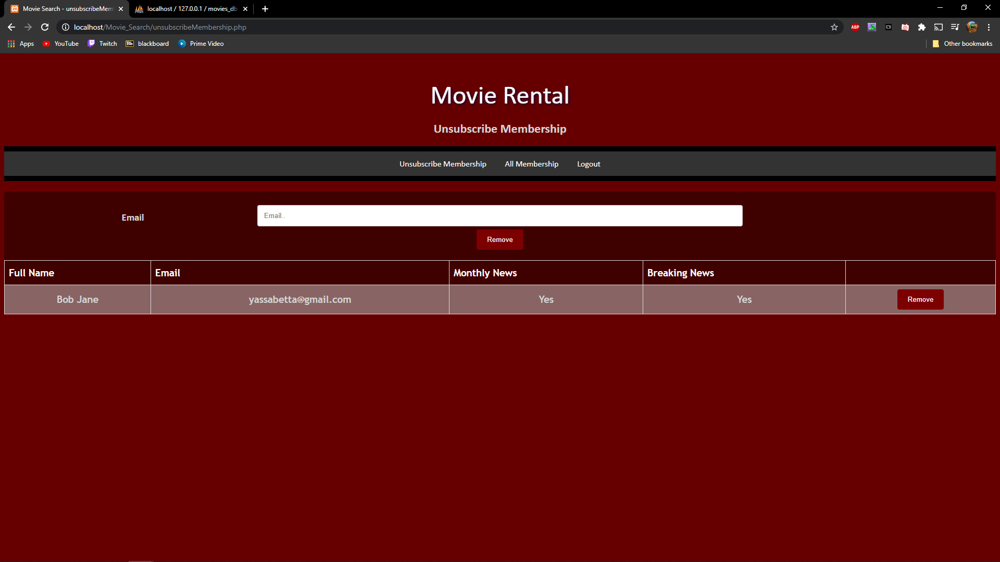 Movie Search - unsubscribeMem
localhost / 127.0.0.1 / movies_db
localhost/Movie_Search/unsubscribeMembership.php
ABP
Apps
YouTube
Twitch
Bb
blackboard
Prime Video
Other bookmarks
Movie Rental
Unsubscribe Membership
Unsubscribe Membership All Membership Logout
Email
Email..
Remove
Full Name Email Monthly News Breaking News
Bob Jane yassabetta@gmail.com Yes Yes Remove